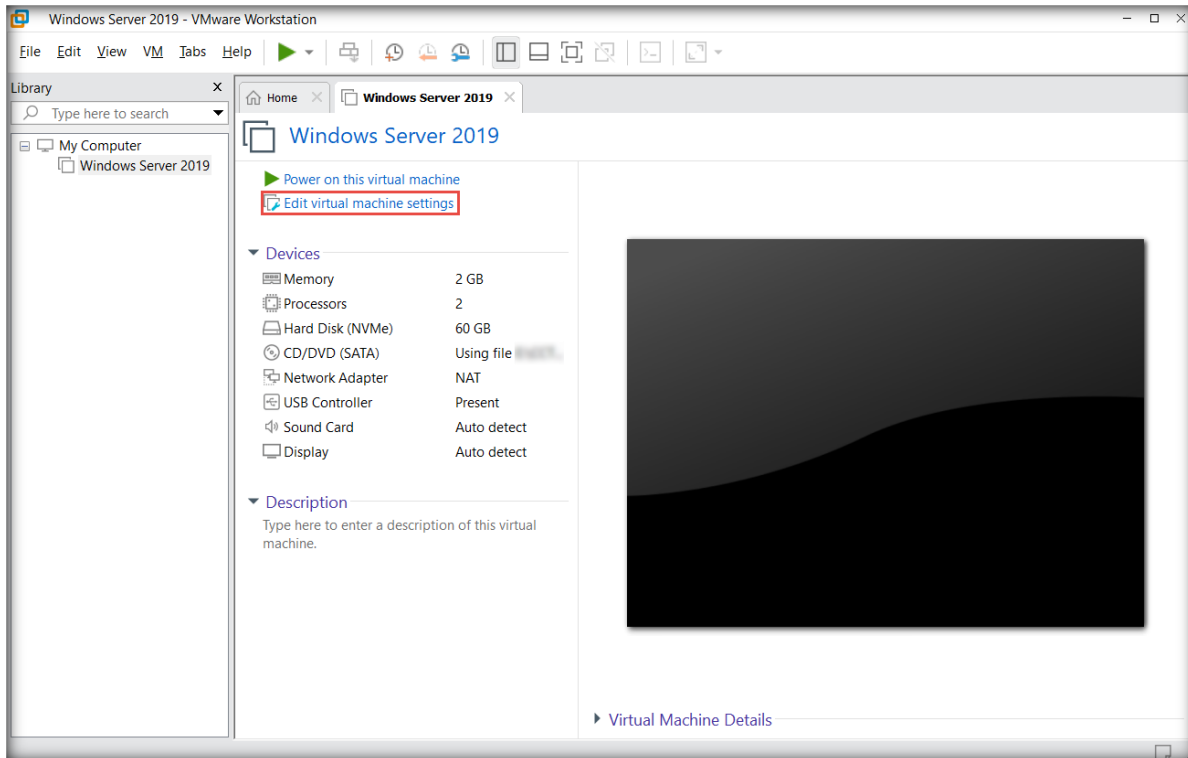 Windows Server 2019 - VMware Workstation
File Edit View VM Tabs Help
Library
Type here to search
My Computer
Windows Server 2019
Home
Windows Server 2019
Windows Server 2019
Power on this virtual machine
Edit virtual machine settings
Devices
Memory 2 GB
Processors 2
Hard Disk (NVMe) 60 GB
CD/DVD (SATA) Using file
Network Adapter NAT
USB Controller Present
Sound Card Auto detect
Display Auto detect
Description
Type here to enter a description of this virtual
machine.
Virtual Machine Details